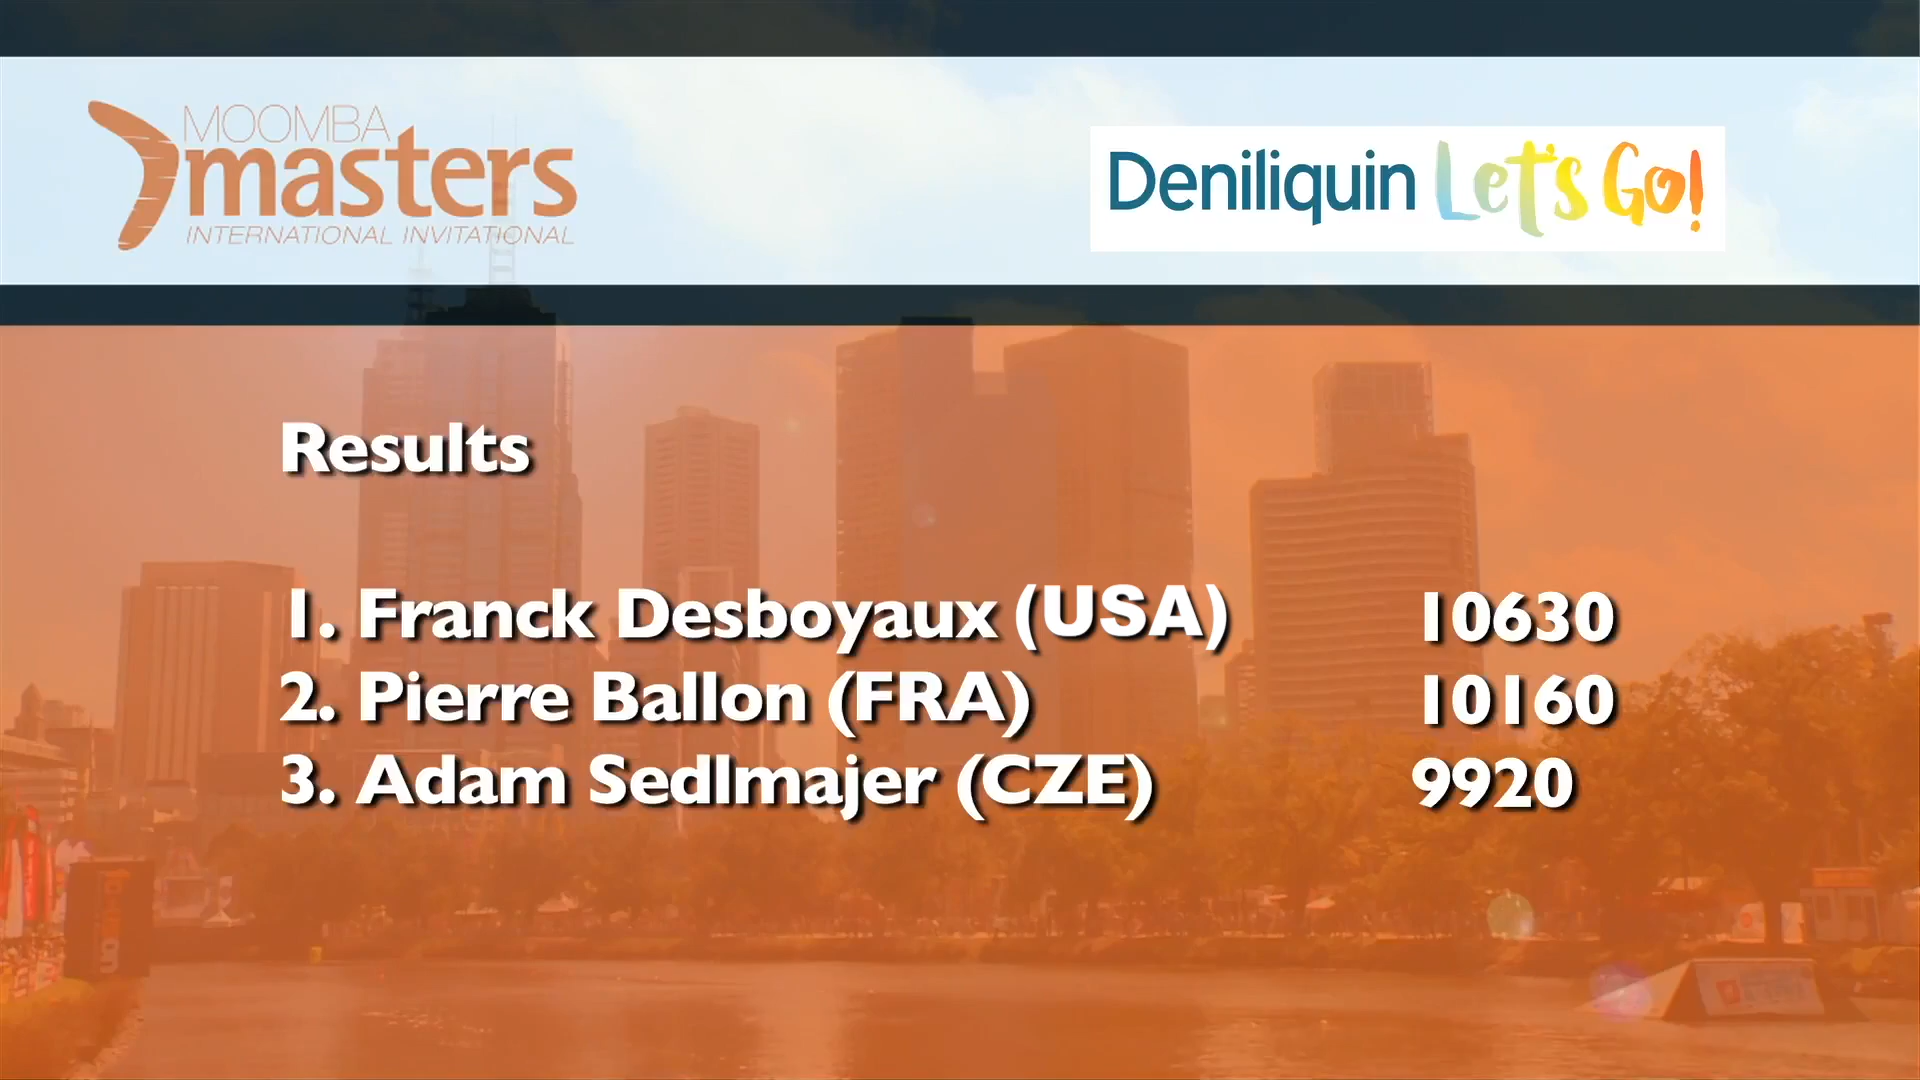 MOOMBA
masters
INTERNATIONAL INVITATIONAL
Deniliquin Let's Go!
Results
1. Franck Desboyaux (USA) 10630
2. Pierre Ballon (FRA) 10160
3. Adam Sedlmajer (CZE) 9920